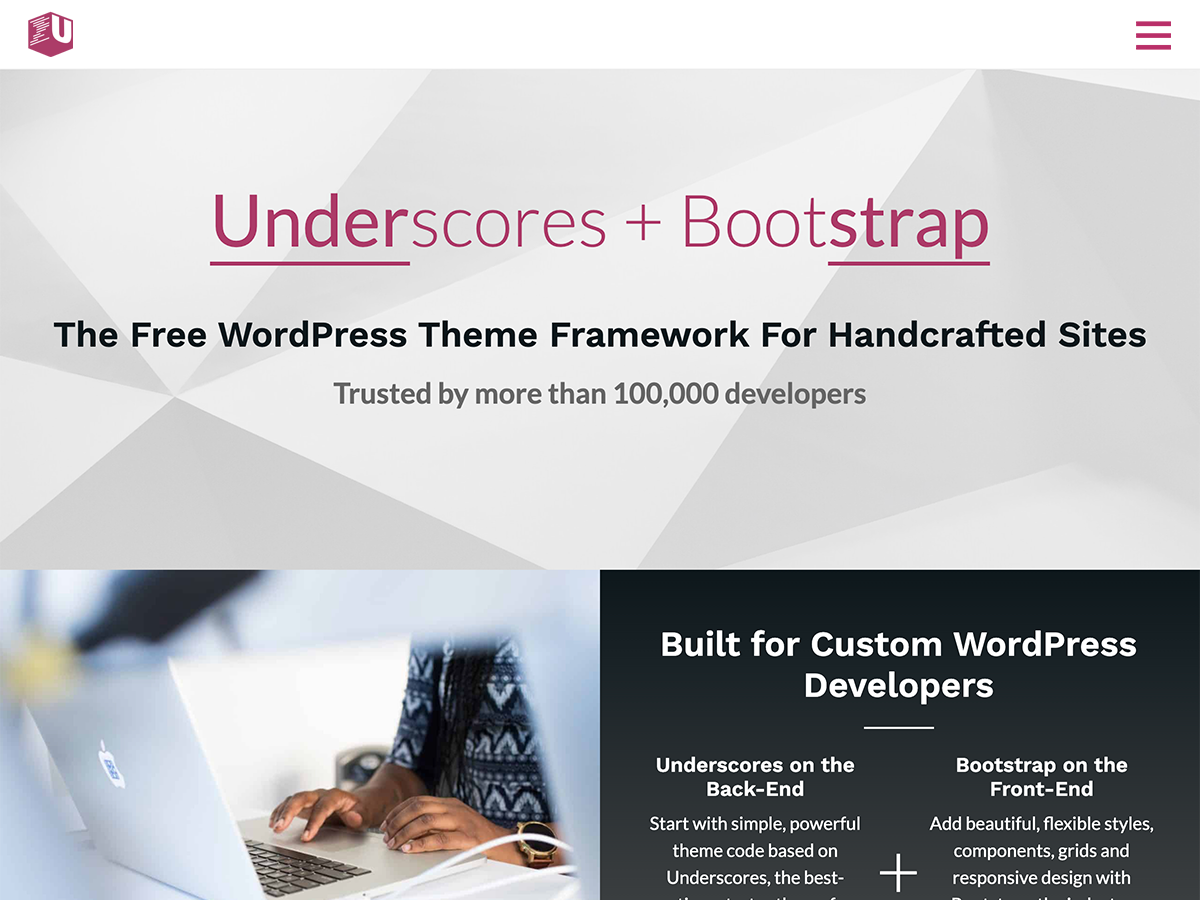 U
Underscores + Bootstrap
The Free WordPress Theme Framework For Handcrafted Sites
Trusted by more than 100,000 developers
Built for Custom WordPress
Developers
Underscores on the
Back-End
Start with simple, powerful
theme code based on
Underscores, the best-
+
Bootstrap on the
Front-End
Add beautiful, flexible styles,
components, grids and
responsive design with